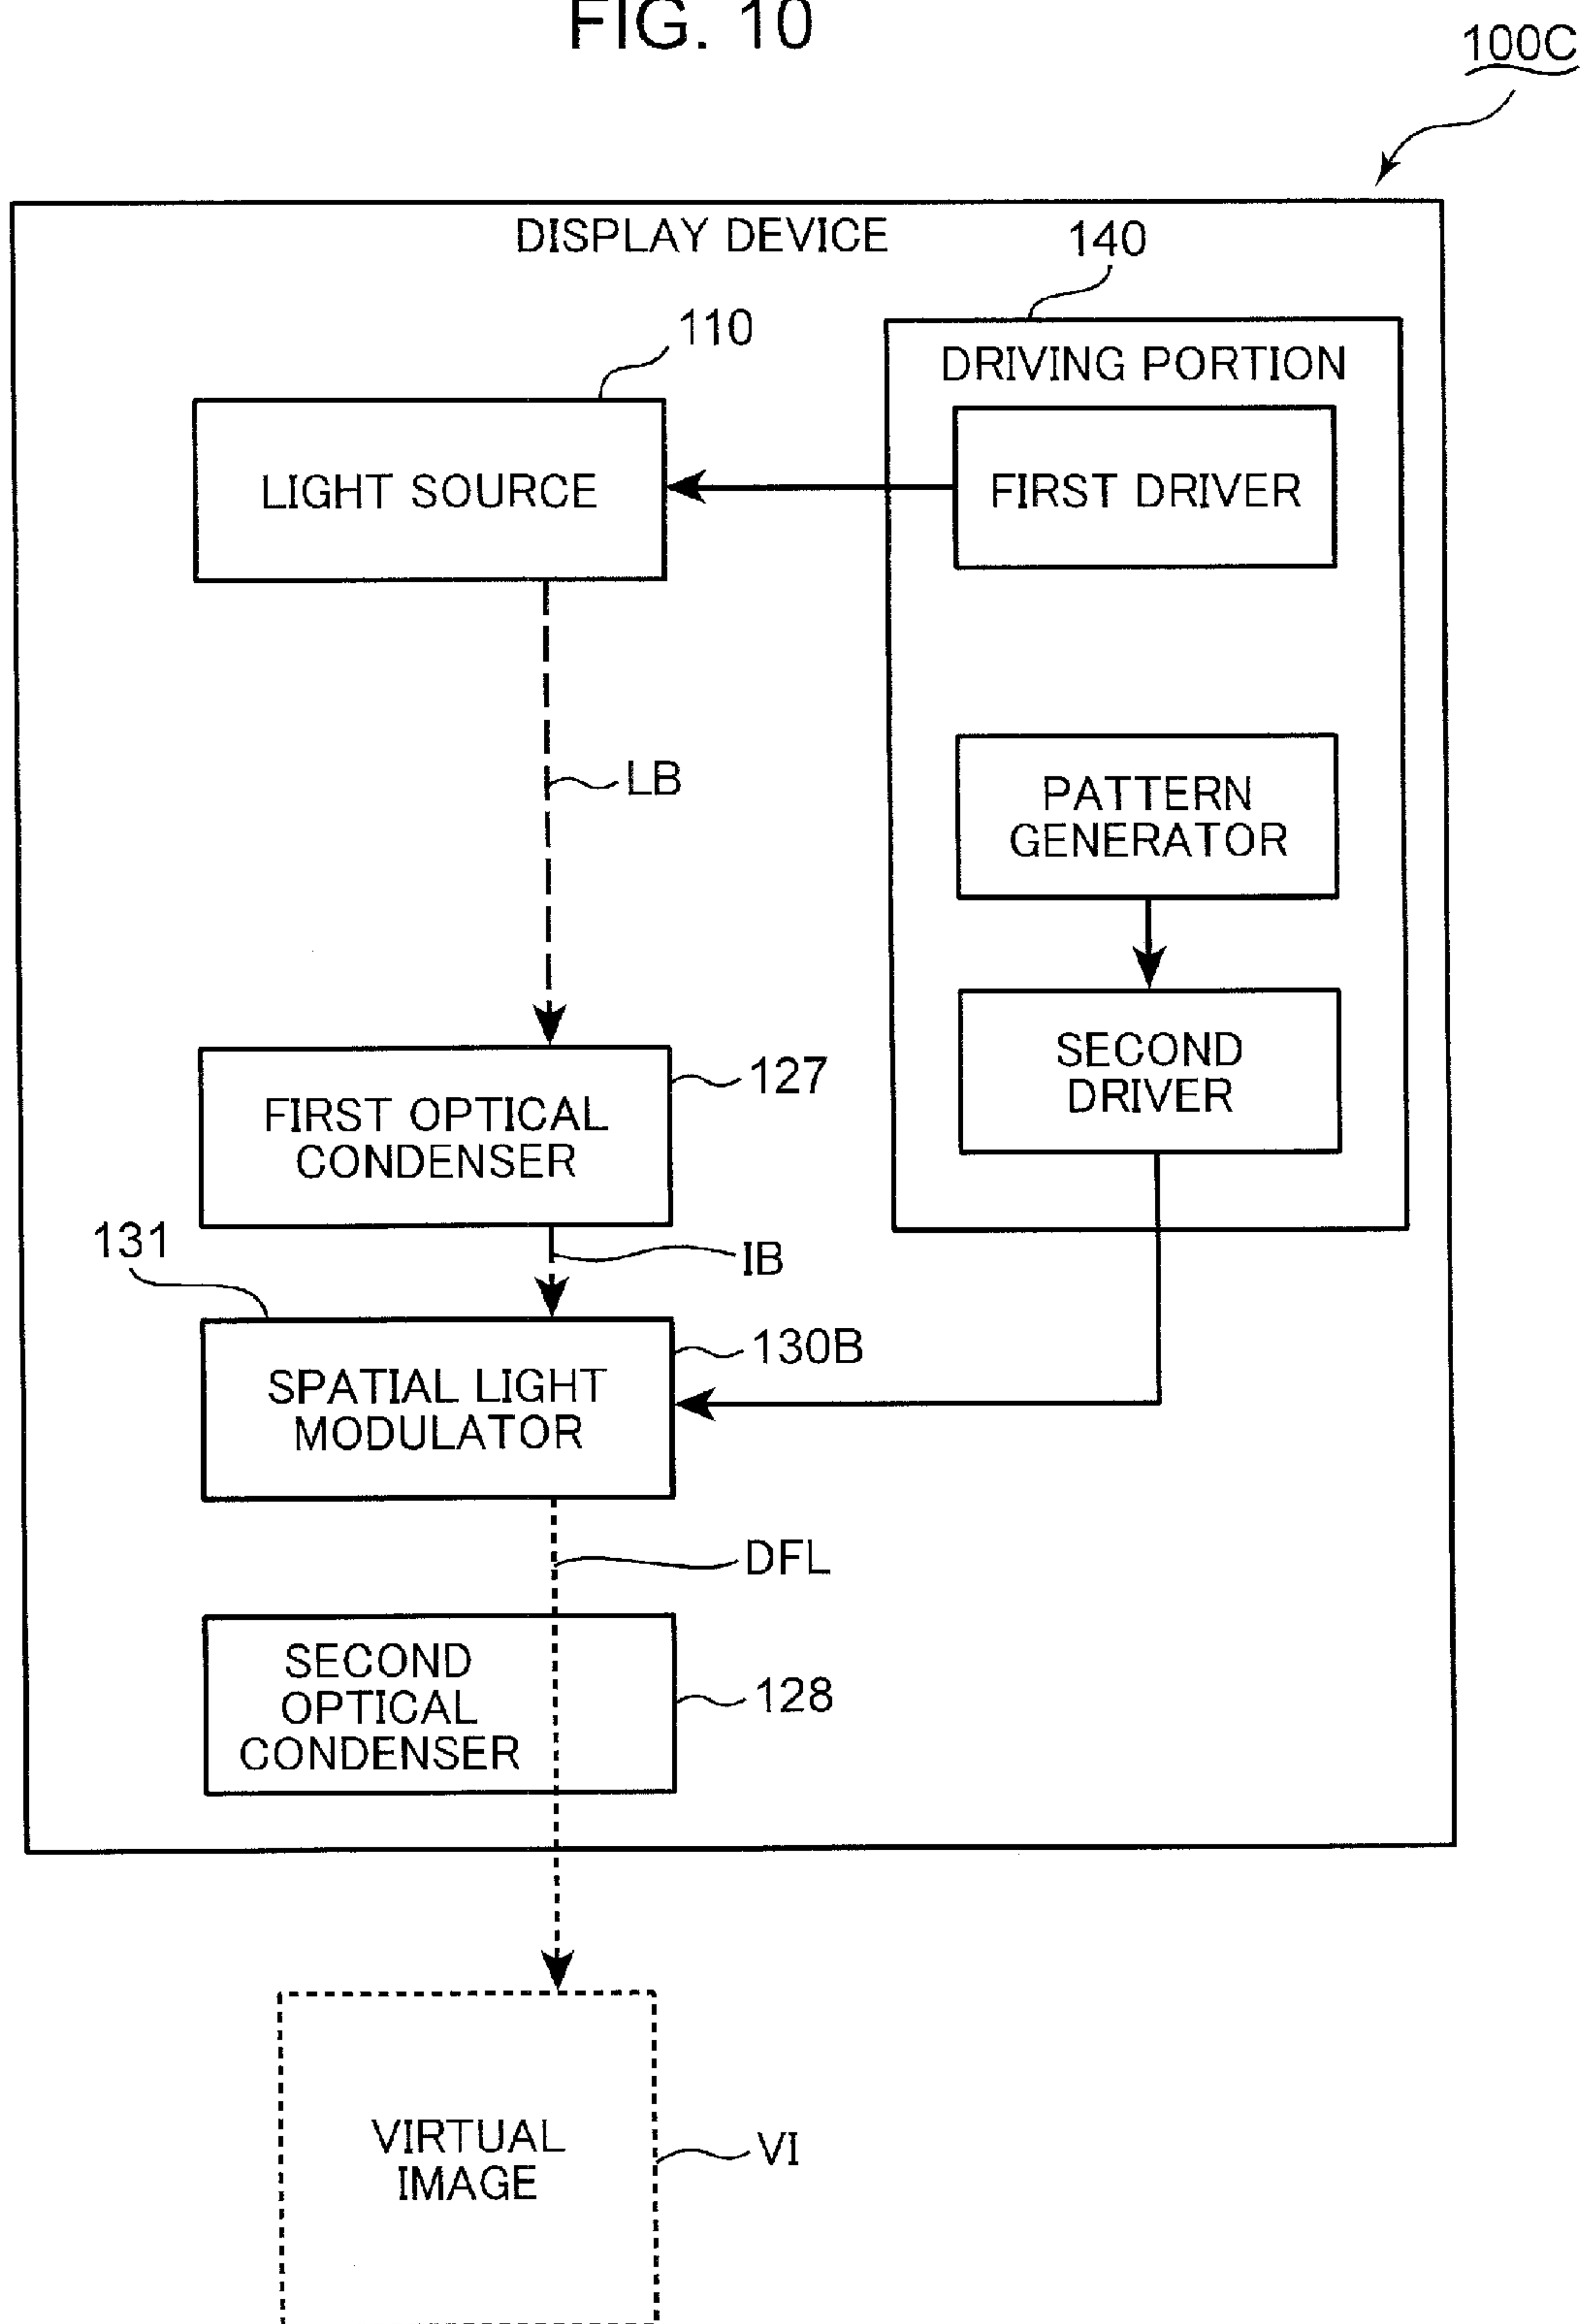 FIG. 10
100C
DISPLAY DEVICE
140
110
DRIVING PORTION
LIGHT SOURCE
FIRST DRIVER
LB
PATTERN
GENERATOR
SECOND
DRIVER
127
FIRST OPTICAL
CONDENSER
131
IB
130B
SPATIAL LIGHT
MODULATOR
DFL
SECOND
OPTICAL
CONDENSER
128
VIRTUAL
IMAGE
VI